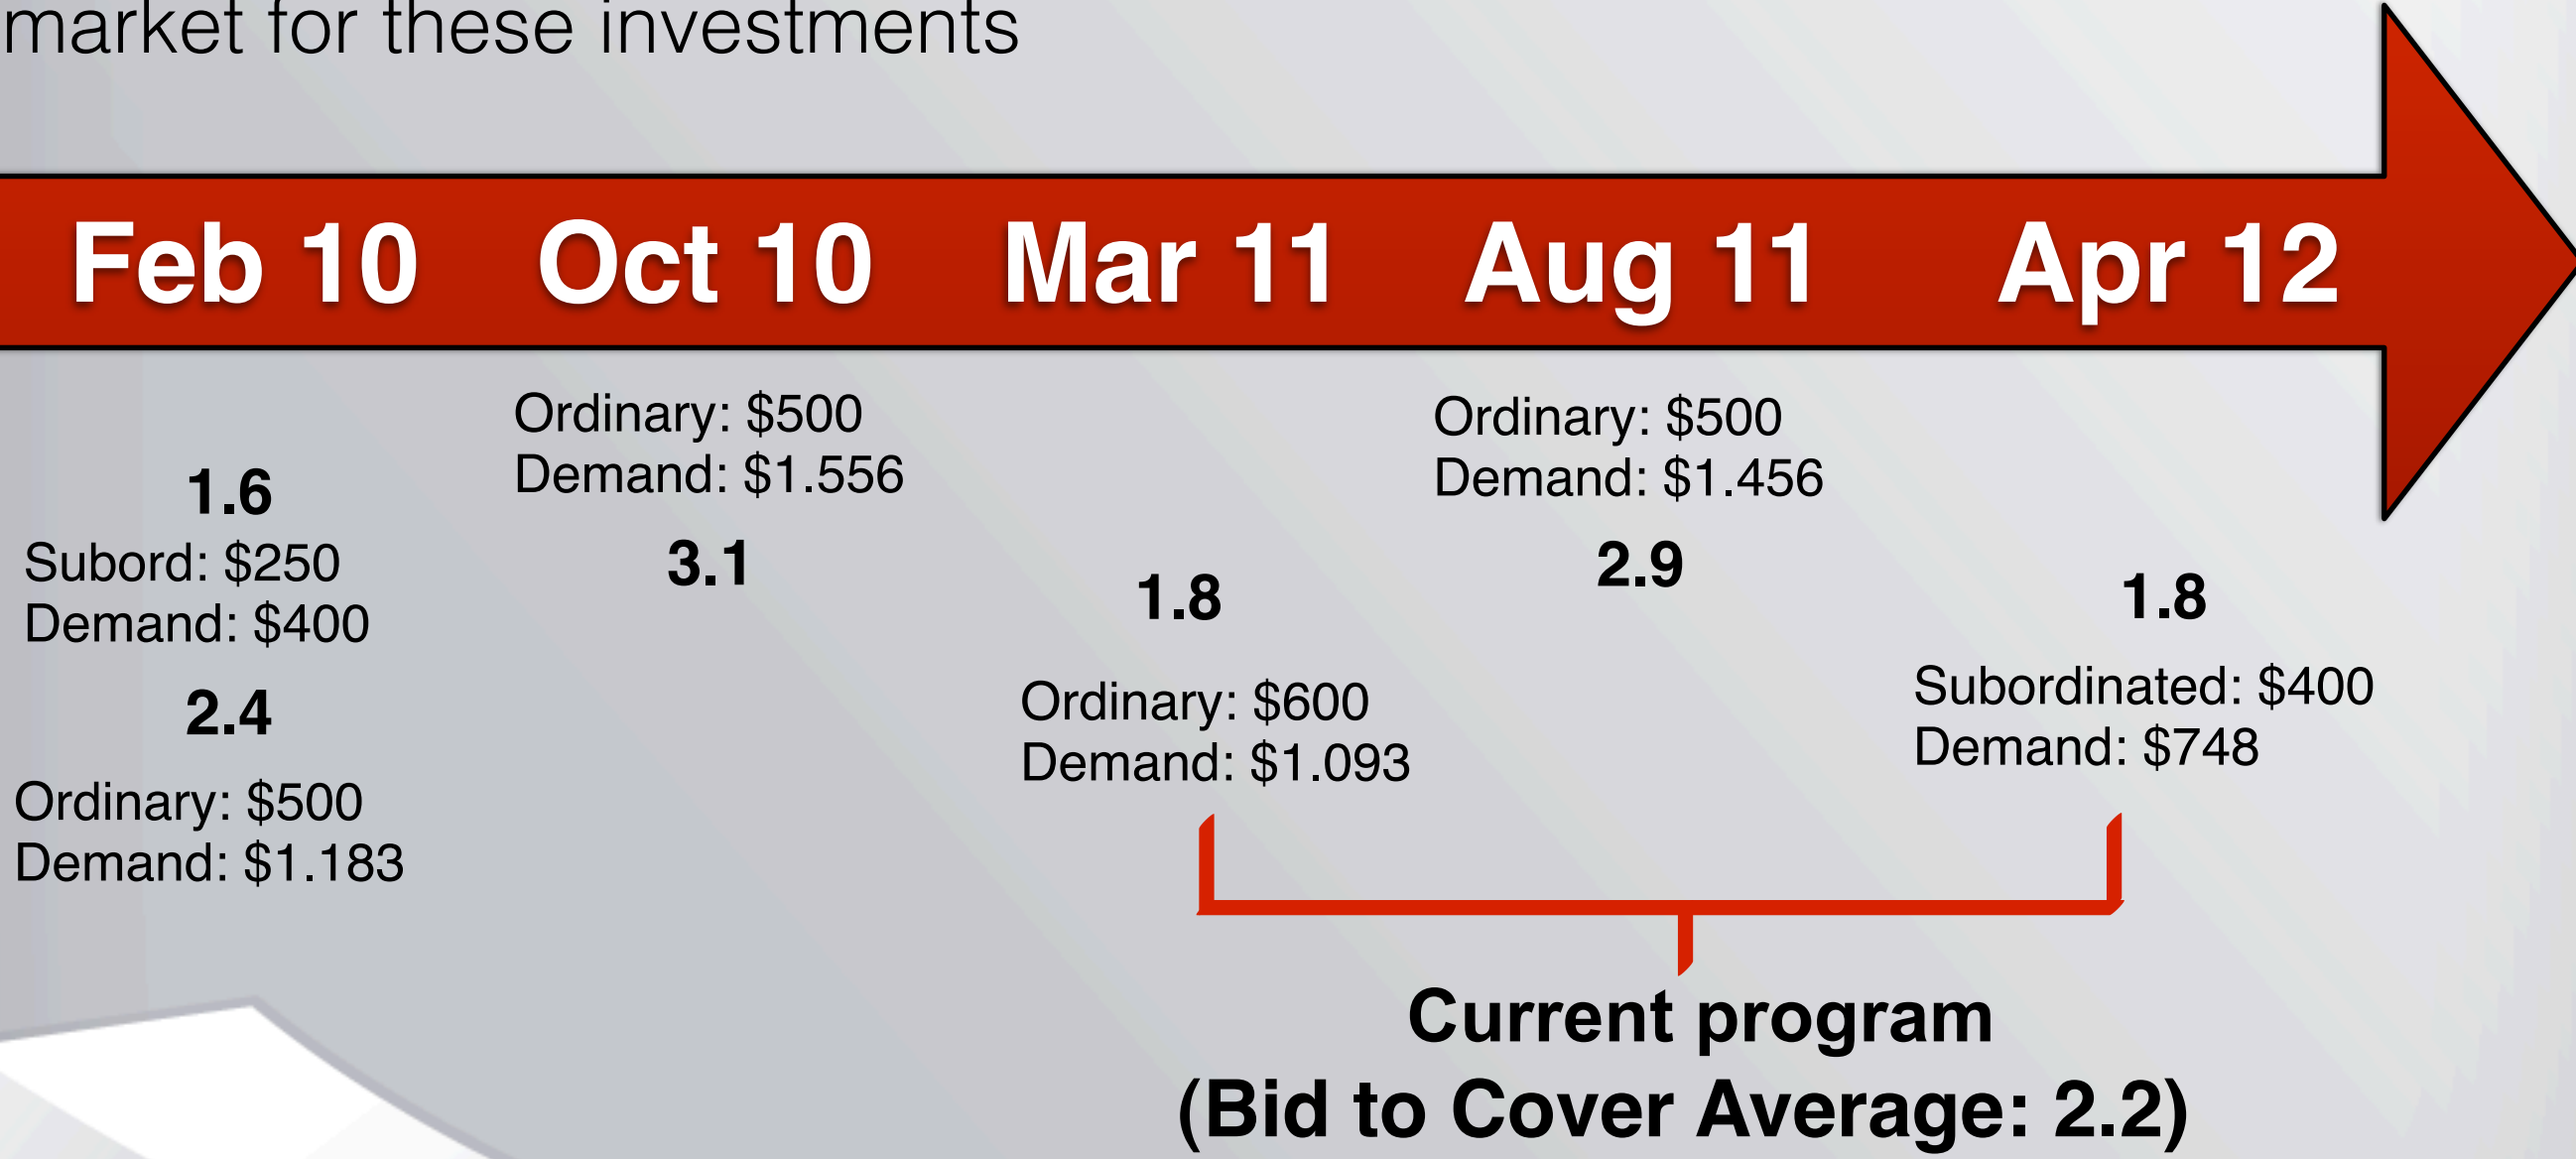 market for these investments
Feb 10
Oct 10
Mar 11
Aug 11
Apr 12
1.6
Subord: $250
Demand: $400
2.4
Ordinary: $500
Demand: $1.183
Ordinary: $500
Demand: $1.556
3.1
1.8
Ordinary: $600
Demand: $1.093
Ordinary: $500
Demand: $1.456
2.9
1.8
Subordinated: $400
Demand: $748
Current program
(Bid to Cover Average: 2.2)